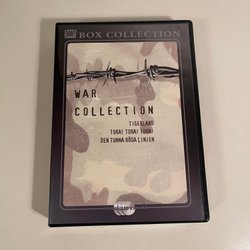 BOX COLLECTION
WAR
COLLECTION
TIGERLAND
TORA! TORA! TORA!
DEN TUNNA RÖDA LINJEN